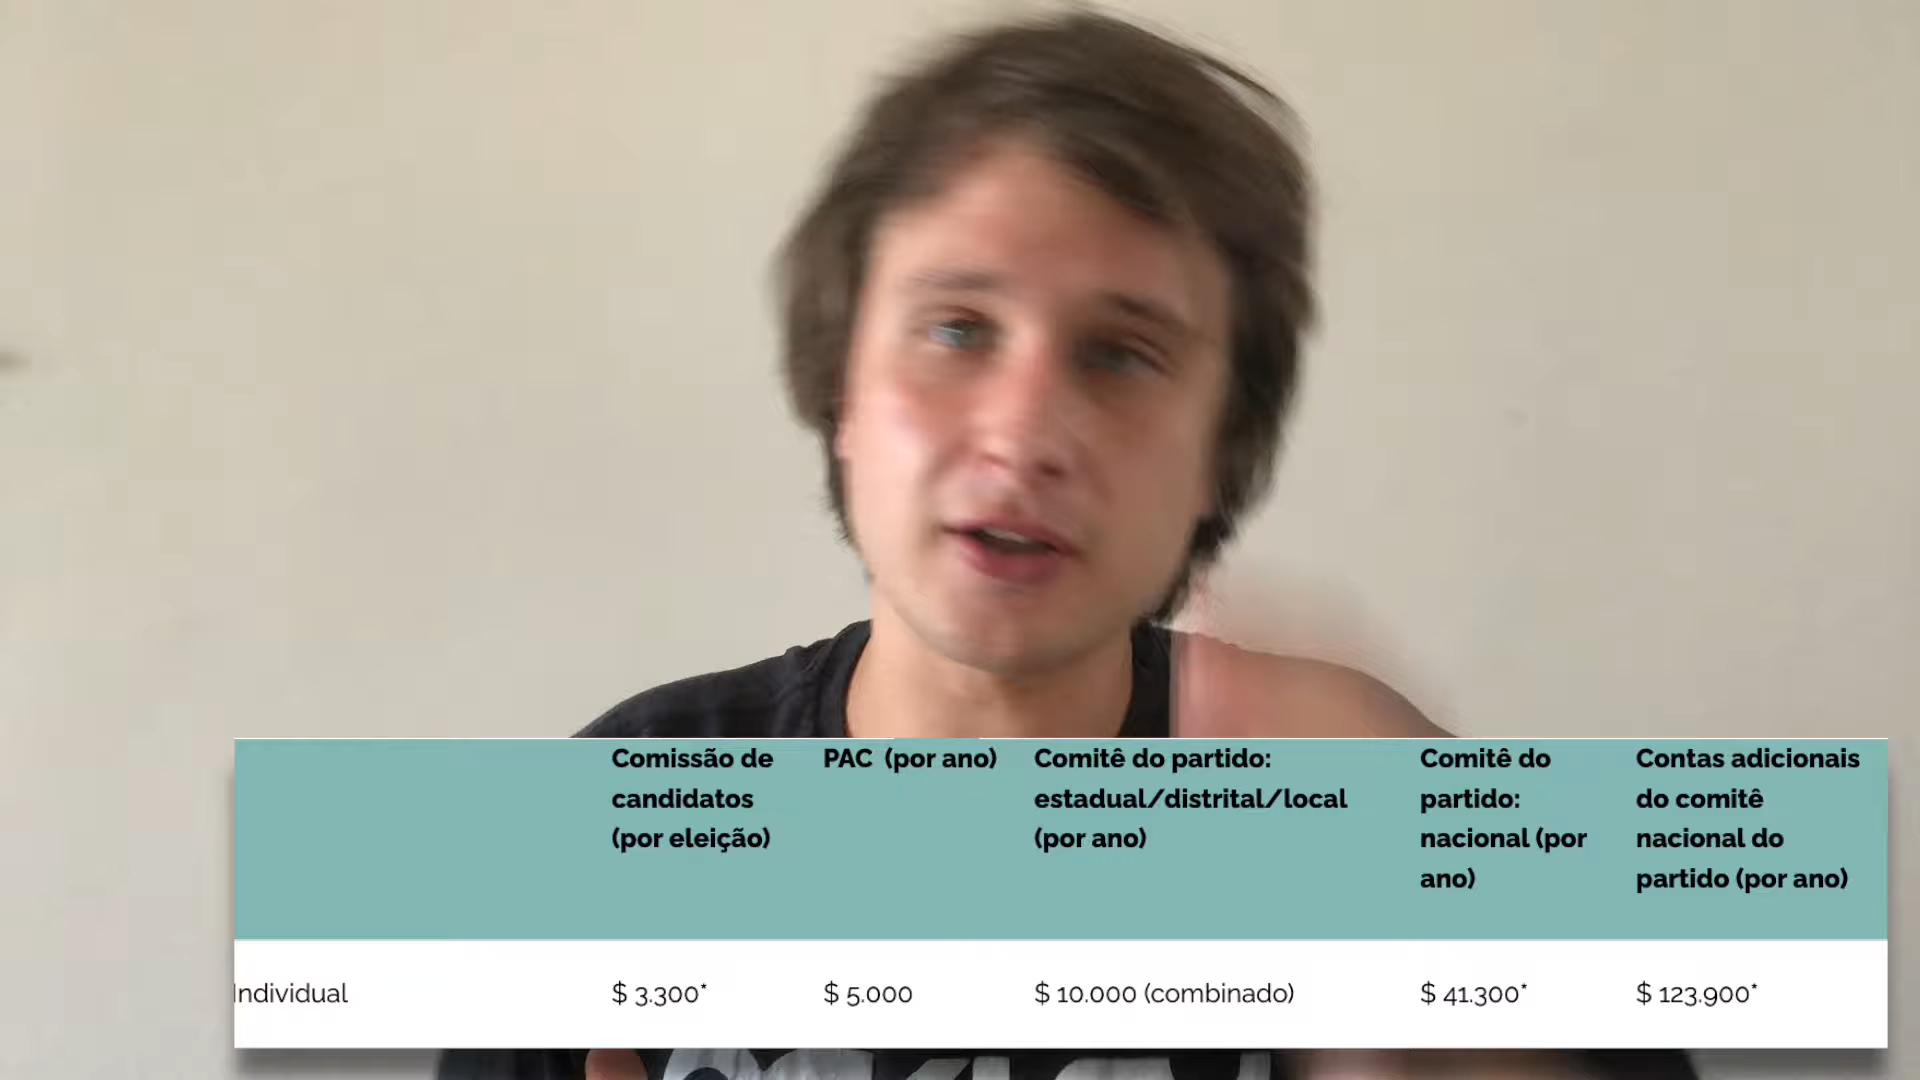 Comissão de candidatos (por eleição)
PAC (por ano)
Comitê do partido: estadual/distrital/local (por ano)
Comitê do partido: nacional (por ano)
Contas adicionais do comitê nacional do partido (por ano)
Individual
$ 3.300*
$ 5.000
$ 10.000 (combinado)
$ 41.300*
$ 123.900*